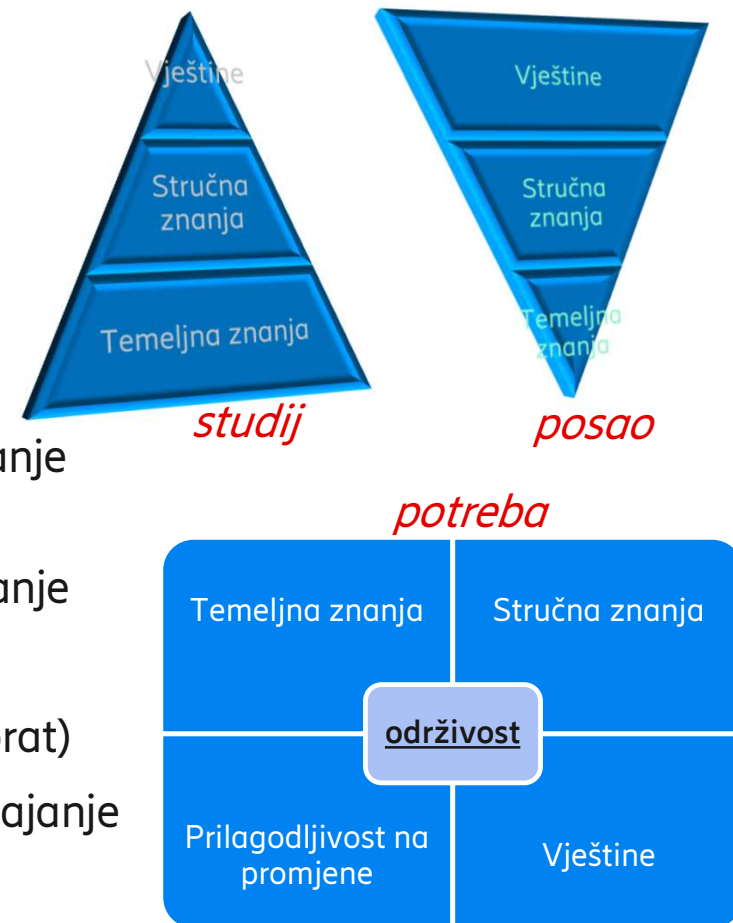 Vještine
Stručna
znanja
Temeljna znanja
studij
Vještine
Stručna
znanja
Temeljna
znanja
posao
potreba
Temeljna znanja
Stručna znanja
održivost
Prilagodljivost na
promjene
Vještine